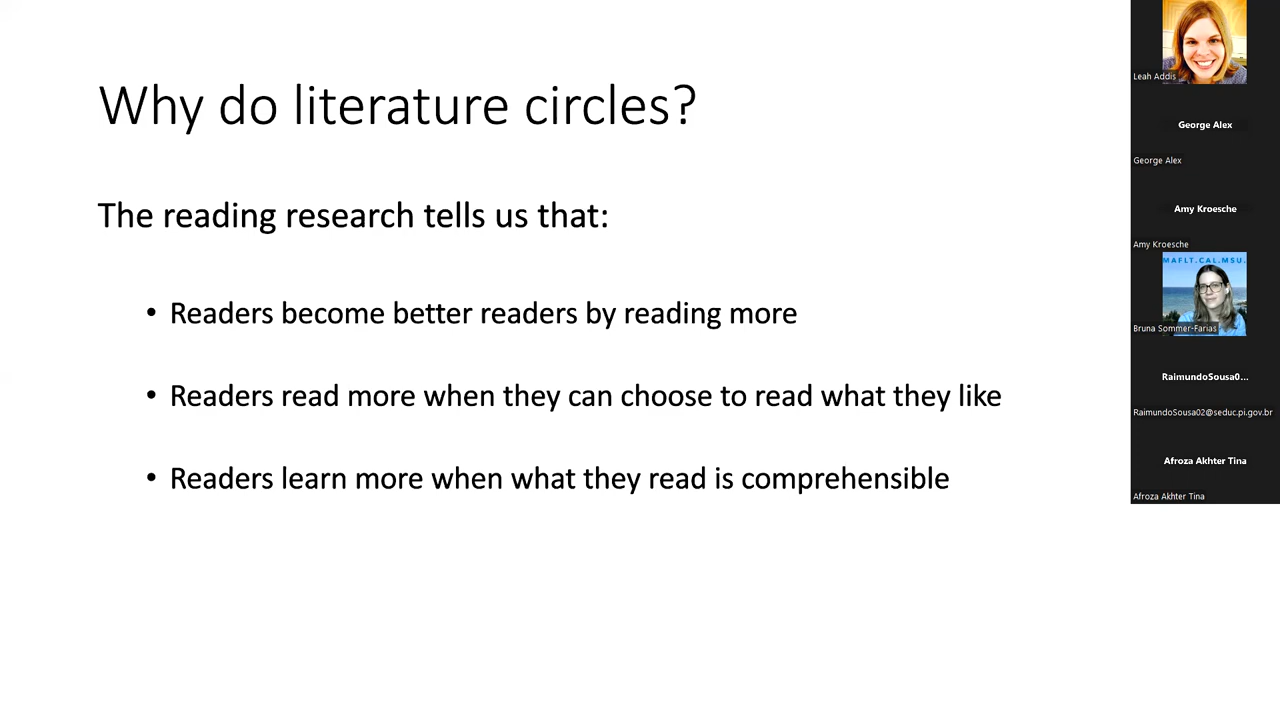 Why do literature circles?
The reading research tells us that:
• Readers become better readers by reading more
• Readers read more when they can choose to read what they like
• Readers learn more when what they read is comprehensible
Leah Addis
George Alex
George Alex
Amy Kroesche
Amy Kroesche
MAFLT.CAL.MSU.
Bruna Sommer-Farias
RaimundoSousa0...
RaimundoSousa02@seduc.pi.gov.br
Afroza Akhter Tina
Afroza Akhter Tina